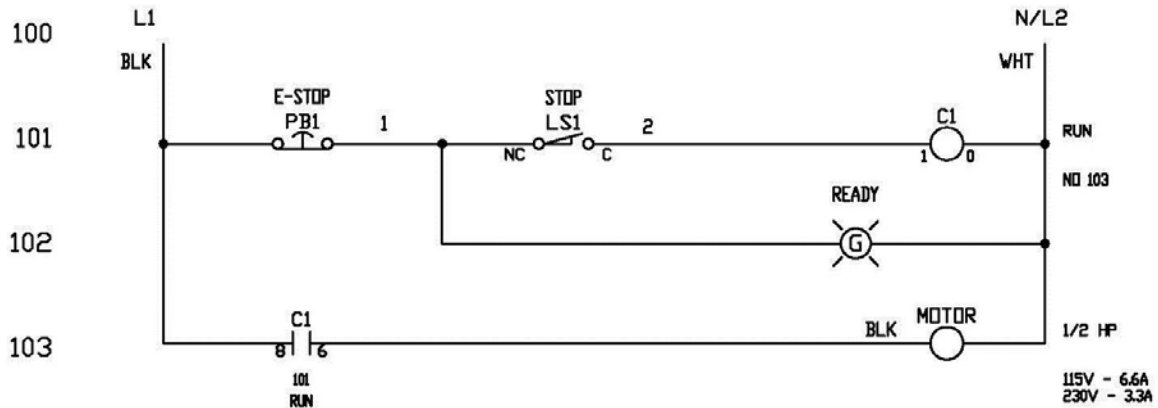 100
L1
N/L2
BLK
WHT
E-STOP
PB1
1
STOP
LS1
2
C1
101
NC
C
1
0
RUN
NO 103
READY
102
G
C1
BLK
MOTOR
103
8
6
1/2 HP
101
RUN
115V - 6.6A
230V - 3.3A